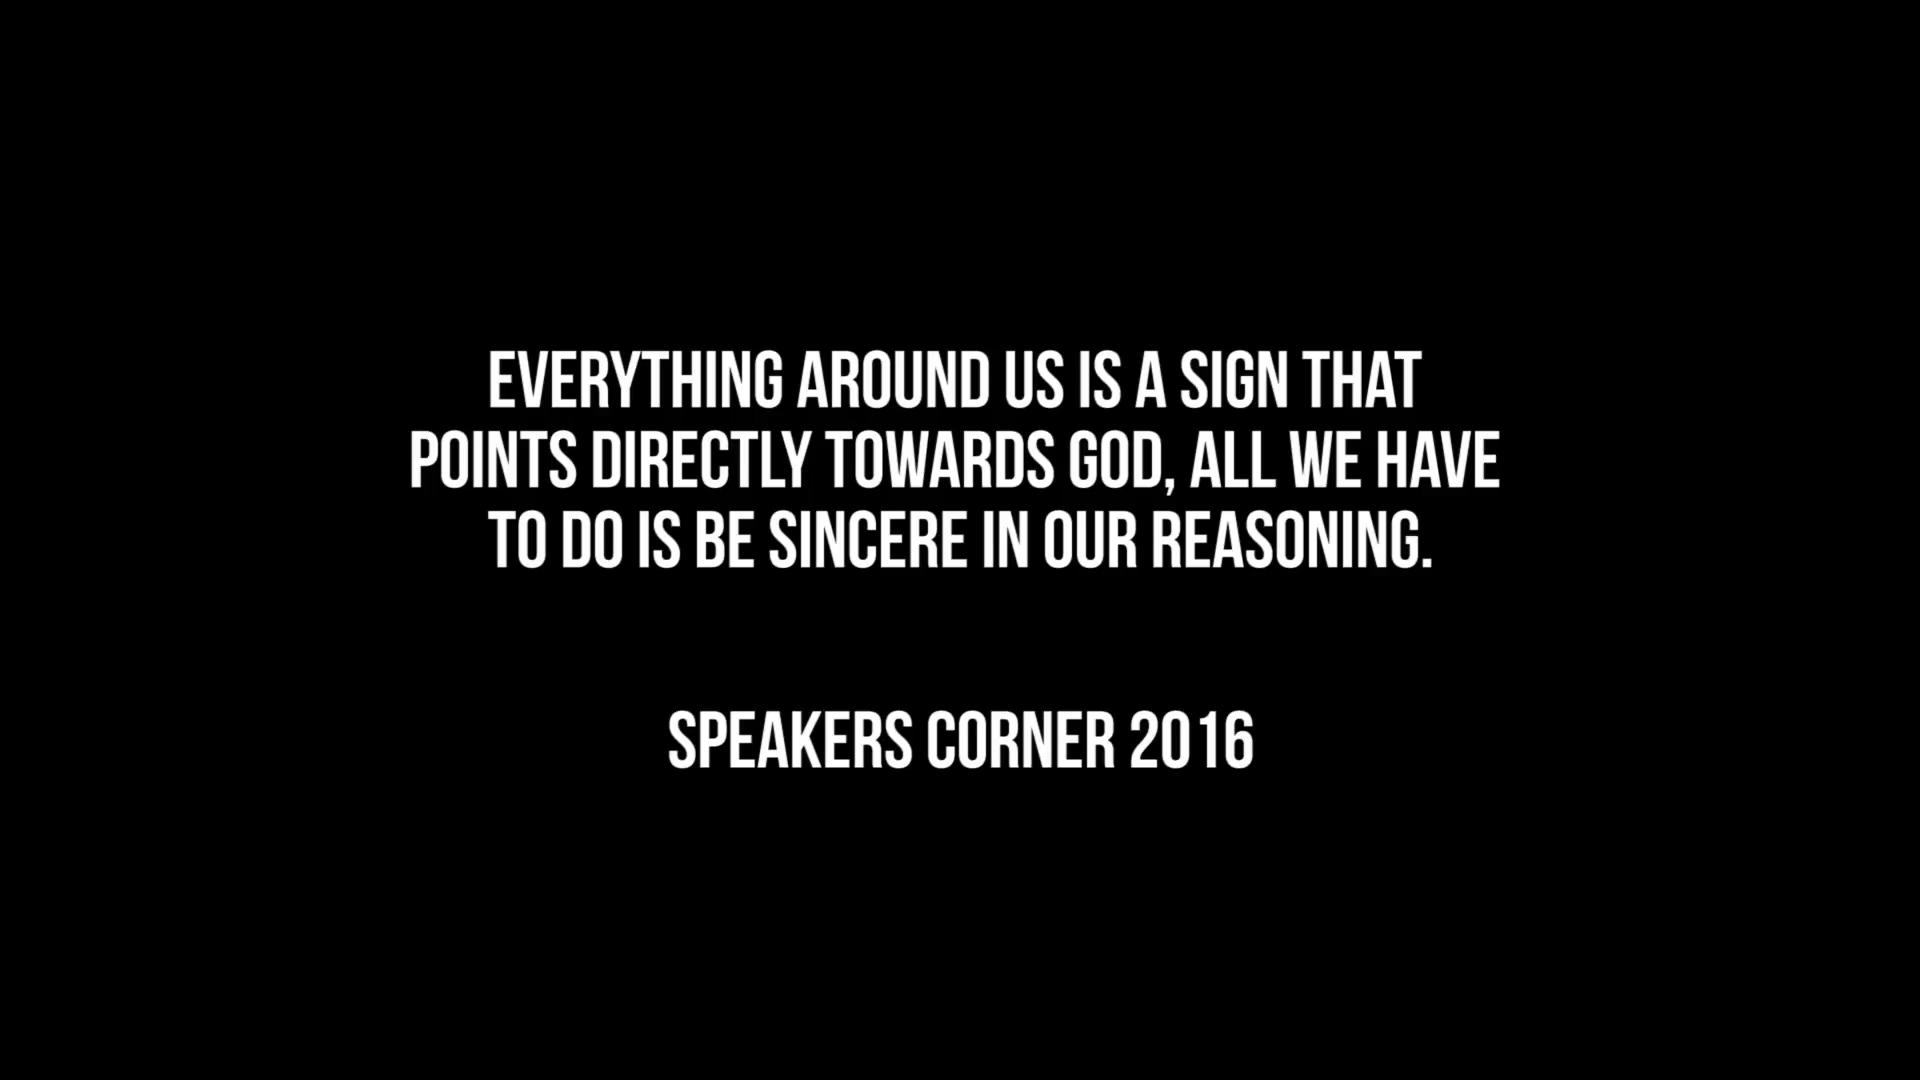 EVERYTHING AROUND US IS A SIGN THAT
POINTS DIRECTLY TOWARDS GOD, ALL WE HAVE
TO DO IS BE SINCERE IN OUR REASONING.
SPEAKERS CORNER 2016